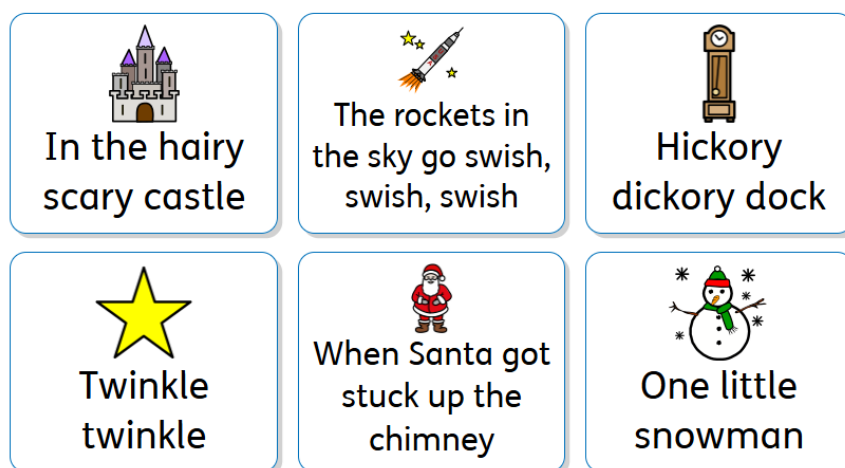 In the hairy
scary castle
The rockets in
the sky go swish,
swish, swish
Hickory
dickory dock
Twinkle
twinkle
When Santa got
stuck up the
chimney
One little
snowman